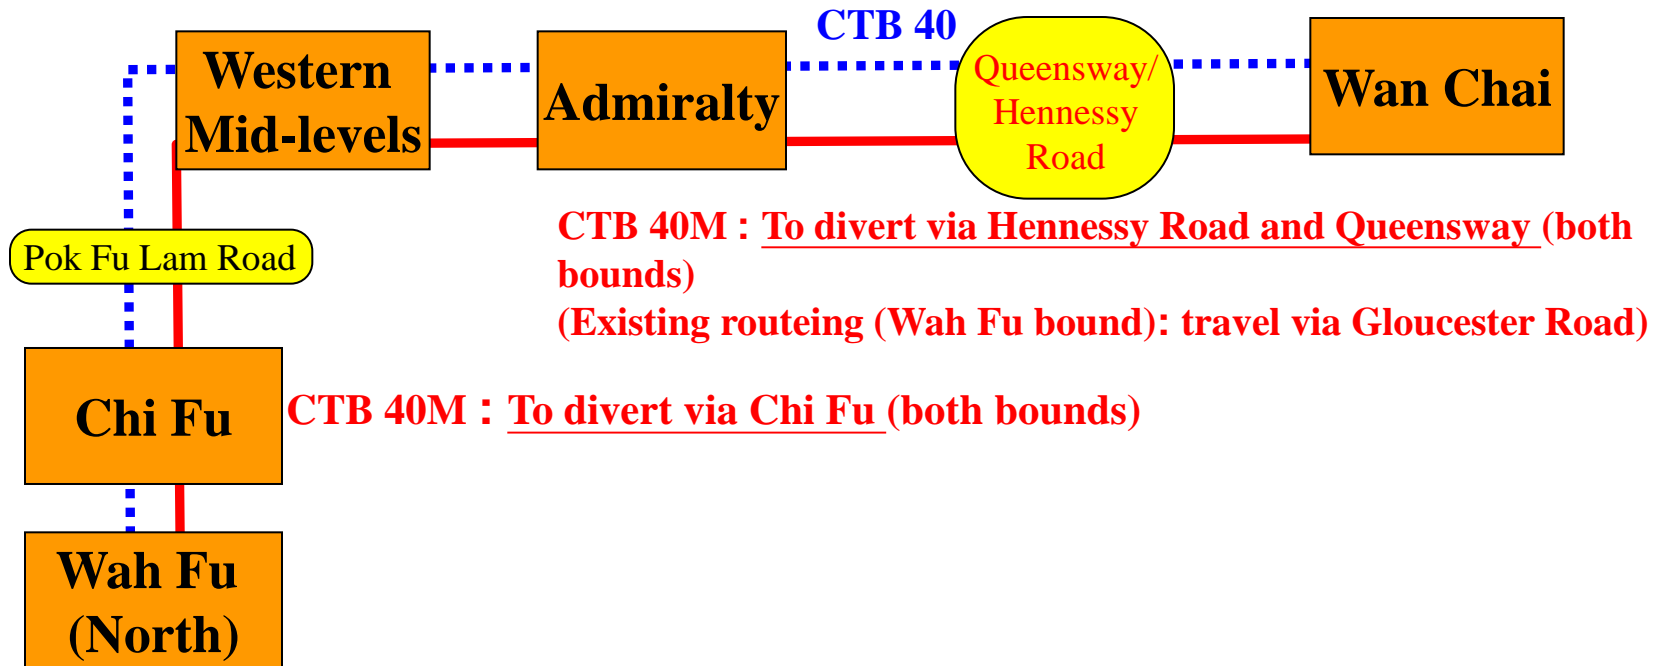 CTB 40
Western
Mid-levels
Admiralty
Queensway/
Hennessy
Road
Wan Chai
CTB 40M : To divert via Hennessy Road and Queensway (both
bounds)
(Existing routeing (Wah Fu bound): travel via Gloucester Road)
Pok Fu Lam Road
Chi Fu
CTB 40M : To divert via Chi Fu (both bounds)
Wah Fu
(North)